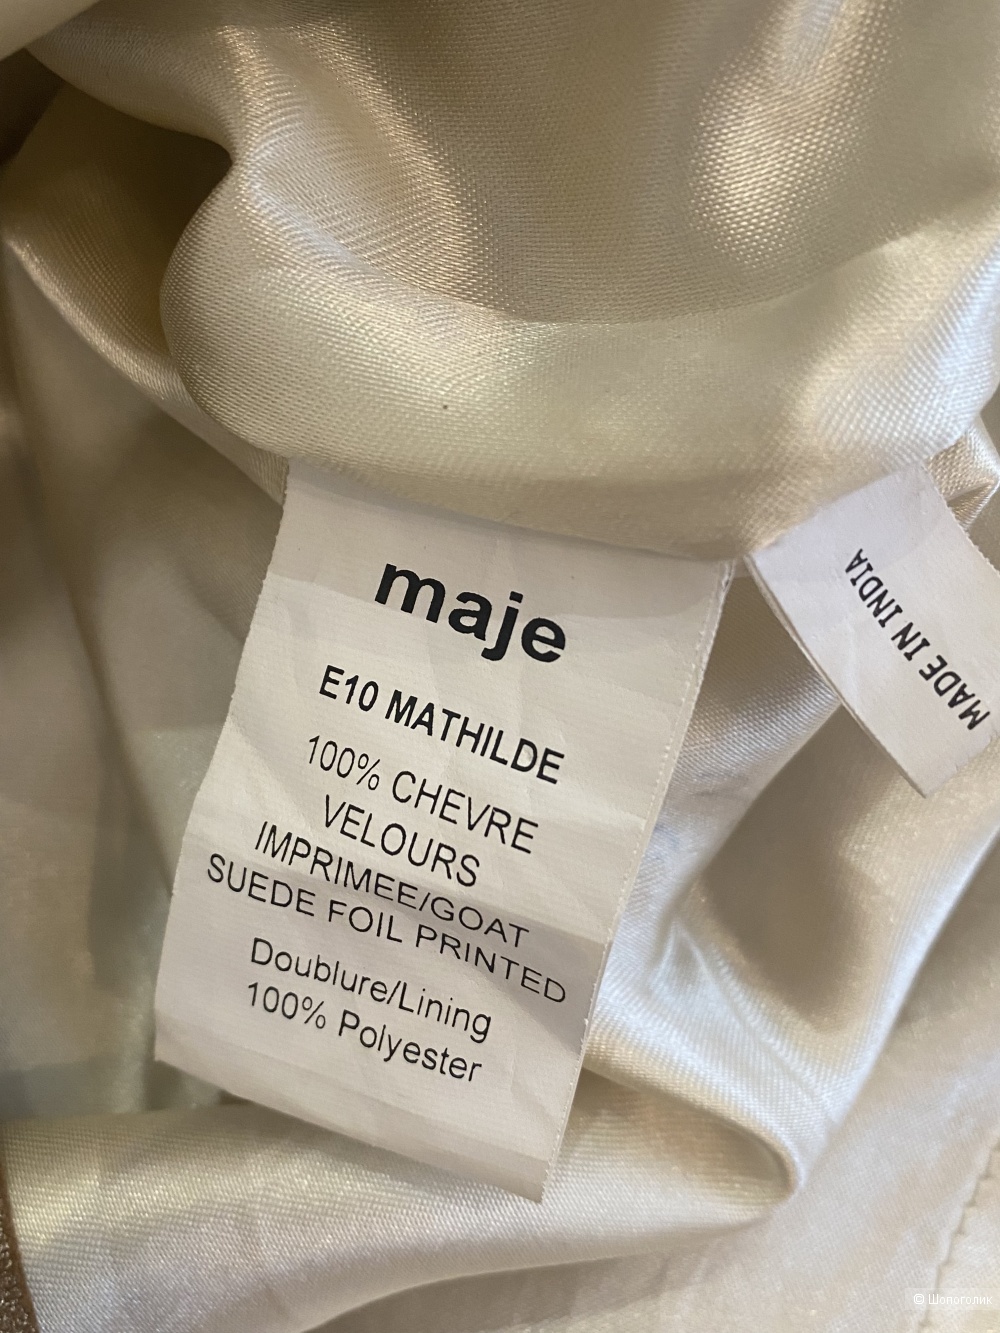 maje
E10 MATHILDE
100% CHEVRE
VELOURS
IMPRIMEE/GOAT
SUEDE FOIL PRINTED
Doublure/Lining
100% Polyester
MADE IN INDIA
© Шопоголик